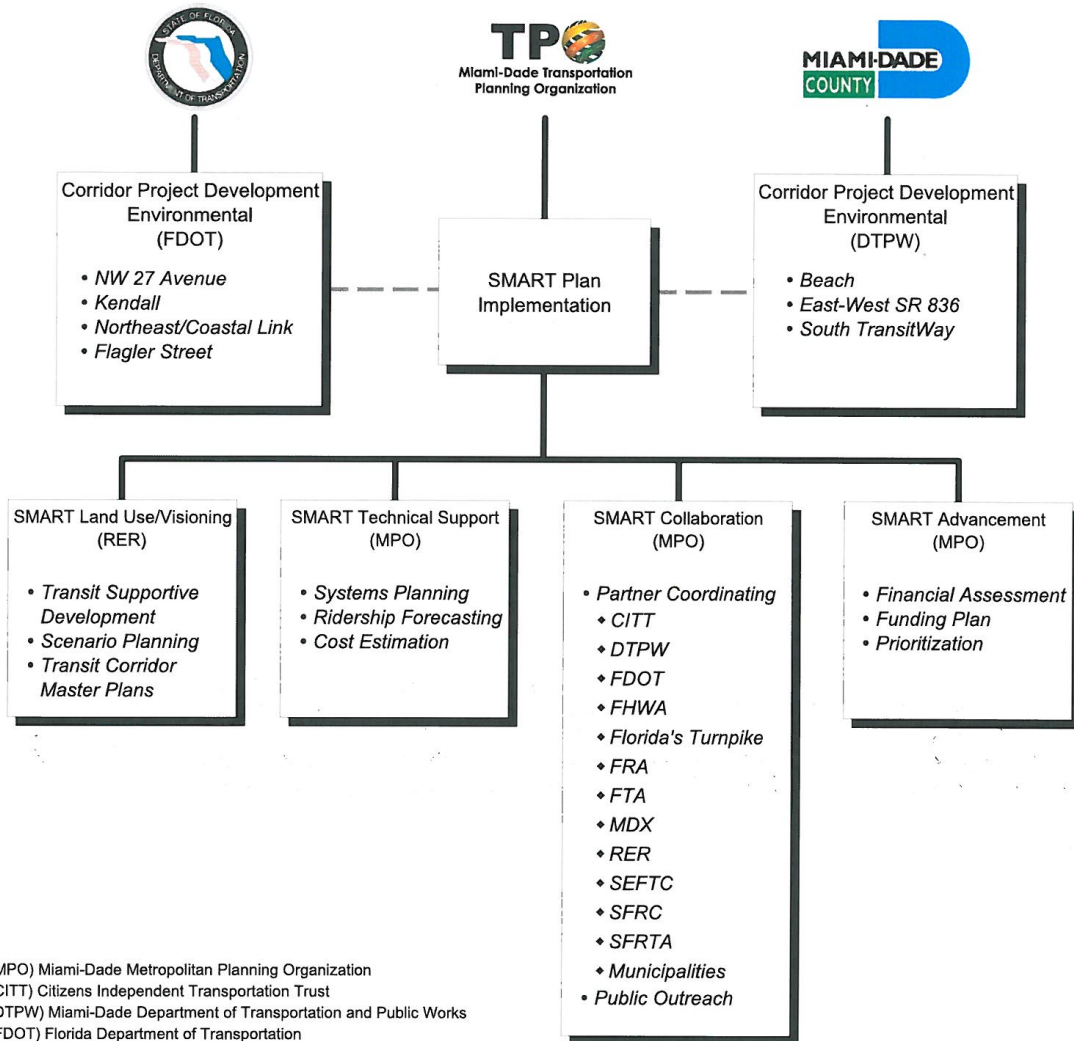 STATE OF FLORIDA
DEPARTMENT OF TRANSPORTATION
TPO
Miami-Dade Transportation
Planning Organization
MIAMI-DADE
COUNTY
Corridor Project Development
Environmental
(FDOT)
• NW 27 Avenue
• Kendall
• Northeast/Coastal Link
• Flagler Street
SMART Plan
Implementation
Corridor Project Development
Environmental
(DTPW)
• Beach
• East-West SR 836
• South TransitWay
SMART Land Use/Visioning
(RER)
• Transit Supportive
Development
• Scenario Planning
• Transit Corridor
Master Plans
SMART Technical Support
(MPO)
• Systems Planning
• Ridership Forecasting
• Cost Estimation
SMART Collaboration
(MPO)
• Partner Coordinating
◆ CITT
◆ DTPW
◆ FDOT
◆ FHWA
◆ Florida's Turnpike
◆ FRA
◆ FTA
◆ MDX
◆ RER
◆ SEFTC
◆ SFRC
◆ SFRTA
◆ Municipalities
• Public Outreach
SMART Advancement
(MPO)
• Financial Assessment
• Funding Plan
• Prioritization
MPO) Miami-Dade Metropolitan Planning Organization
CITT) Citizens Independent Transportation Trust
DTPW) Miami-Dade Department of Transportation and Public Works
FDOT) Florida Department of Transportation